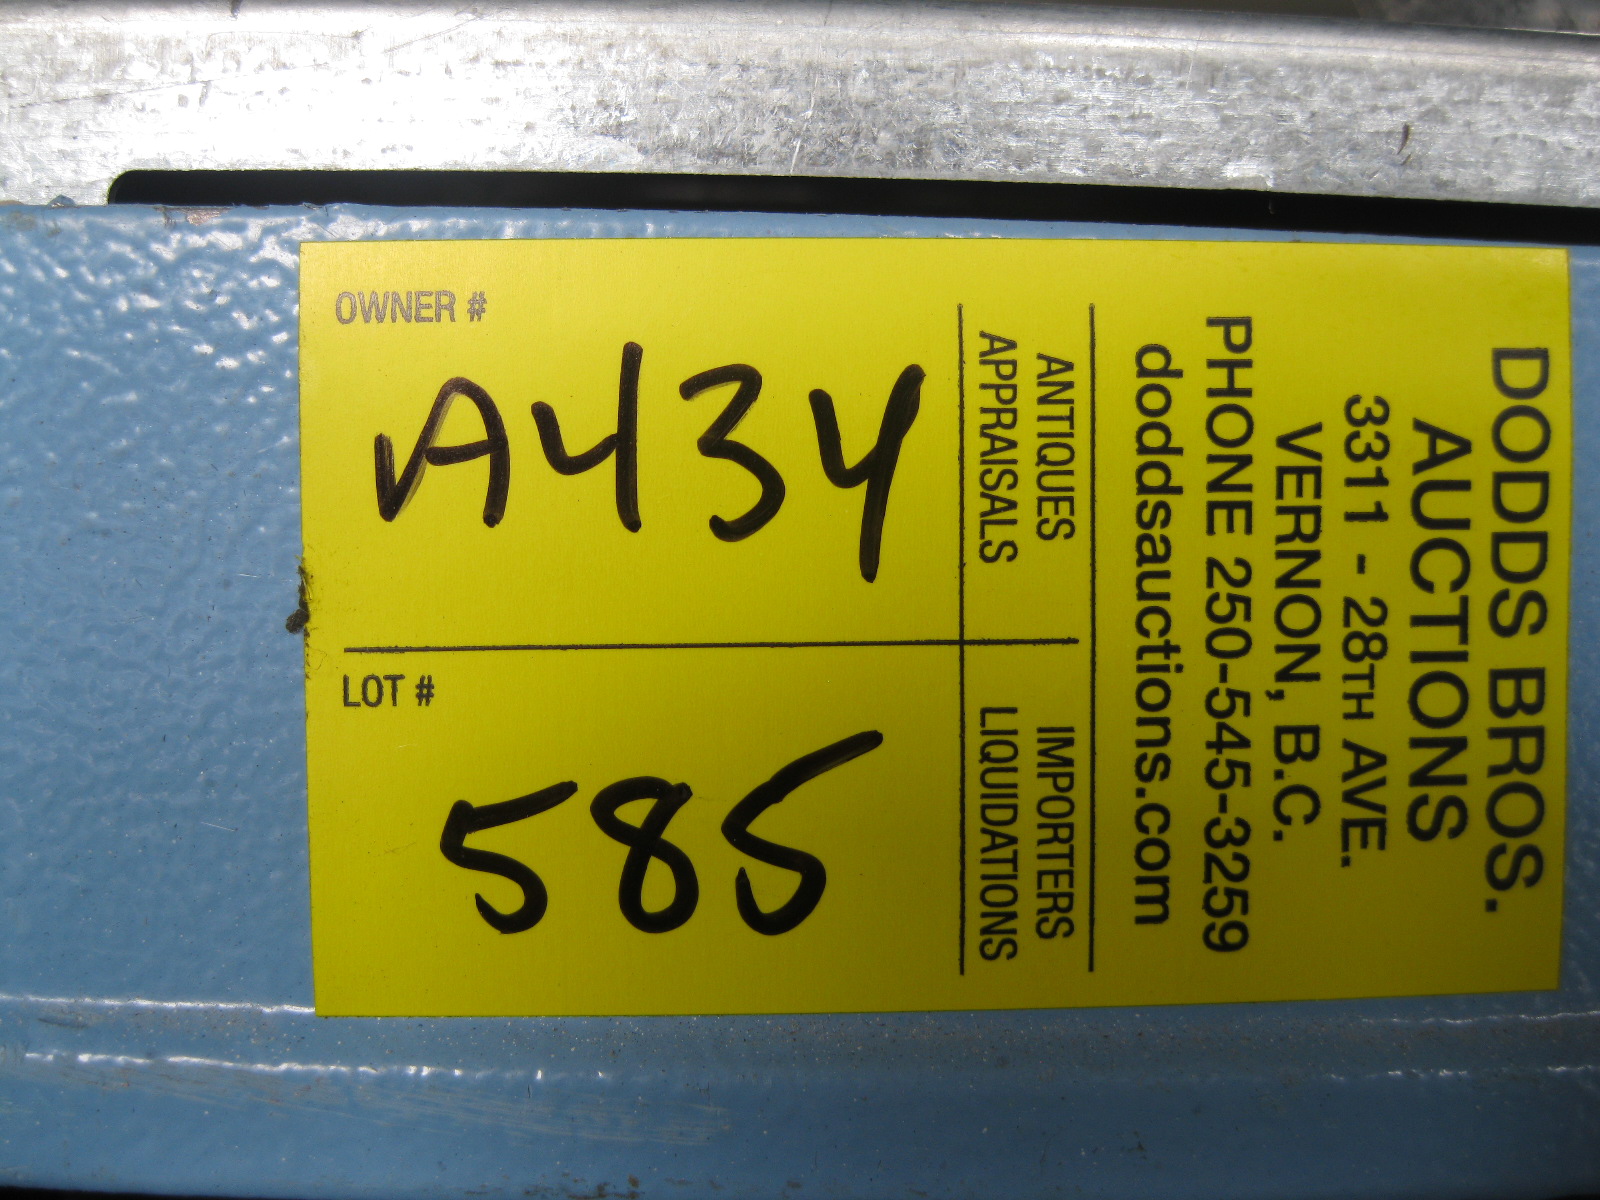 DODDS BROS.
AUCTIONS
3311 - 28TH AVE.
VERNON, B.C.
PHONE 250-545-3259
doddsauctions.com
ANTIQUES IMPORTERS
APPRAISALS LIQUIDATIONS
OWNER #
A434
LOT #
585